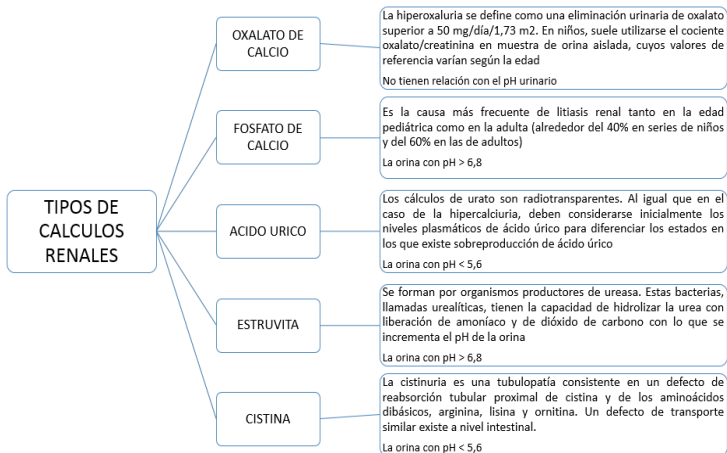 TIPOS DE
CALCULOS
RENALES
OXALATO DE
CALCIO
La hiperoxaluria se define como una eliminación urinaria de oxalato
superior a 50 mg/día/1,73 m2. En niños, suele utilizarse el cociente
oxalato/creatinina en muestra de orina aislada, cuyos valores de
referencia varían según la edad
No tienen relación con el pH urinario
FOSFATO DE
CALCIO
Es la causa más frecuente de litiasis renal tanto en la edad
pediátrica como en la adulta (alrededor del 40% en series de niños
y del 60% en las de adultos)
La orina con pH > 6,8
ACIDO URICO
Los cálculos de urato son radiotransparentes. Al igual que en el
caso de la hipercalciuria, deben considerarse inicialmente los
niveles plasmáticos de ácido úrico para diferenciar los estados en
los que existe sobreproducción de ácido úrico
La orina con pH < 5,6
ESTRUVITA
Se forman por organismos productores de ureasa. Estas bacterias,
llamadas urealíticas, tienen la capacidad de hidrolizar la urea con
liberación de amoníaco y de dióxido de carbono con lo que se
incrementa el pH de la orina
La orina con pH > 6,8
CISTINA
La cistinuria es una tubulopatía consistente en un defecto de
reabsorción tubular proximal de cistina y de los aminoácidos
dibásicos, arginina, lisina y ornitina. Un defecto de transporte
similar existe a nivel intestinal.
La orina con pH < 5,6